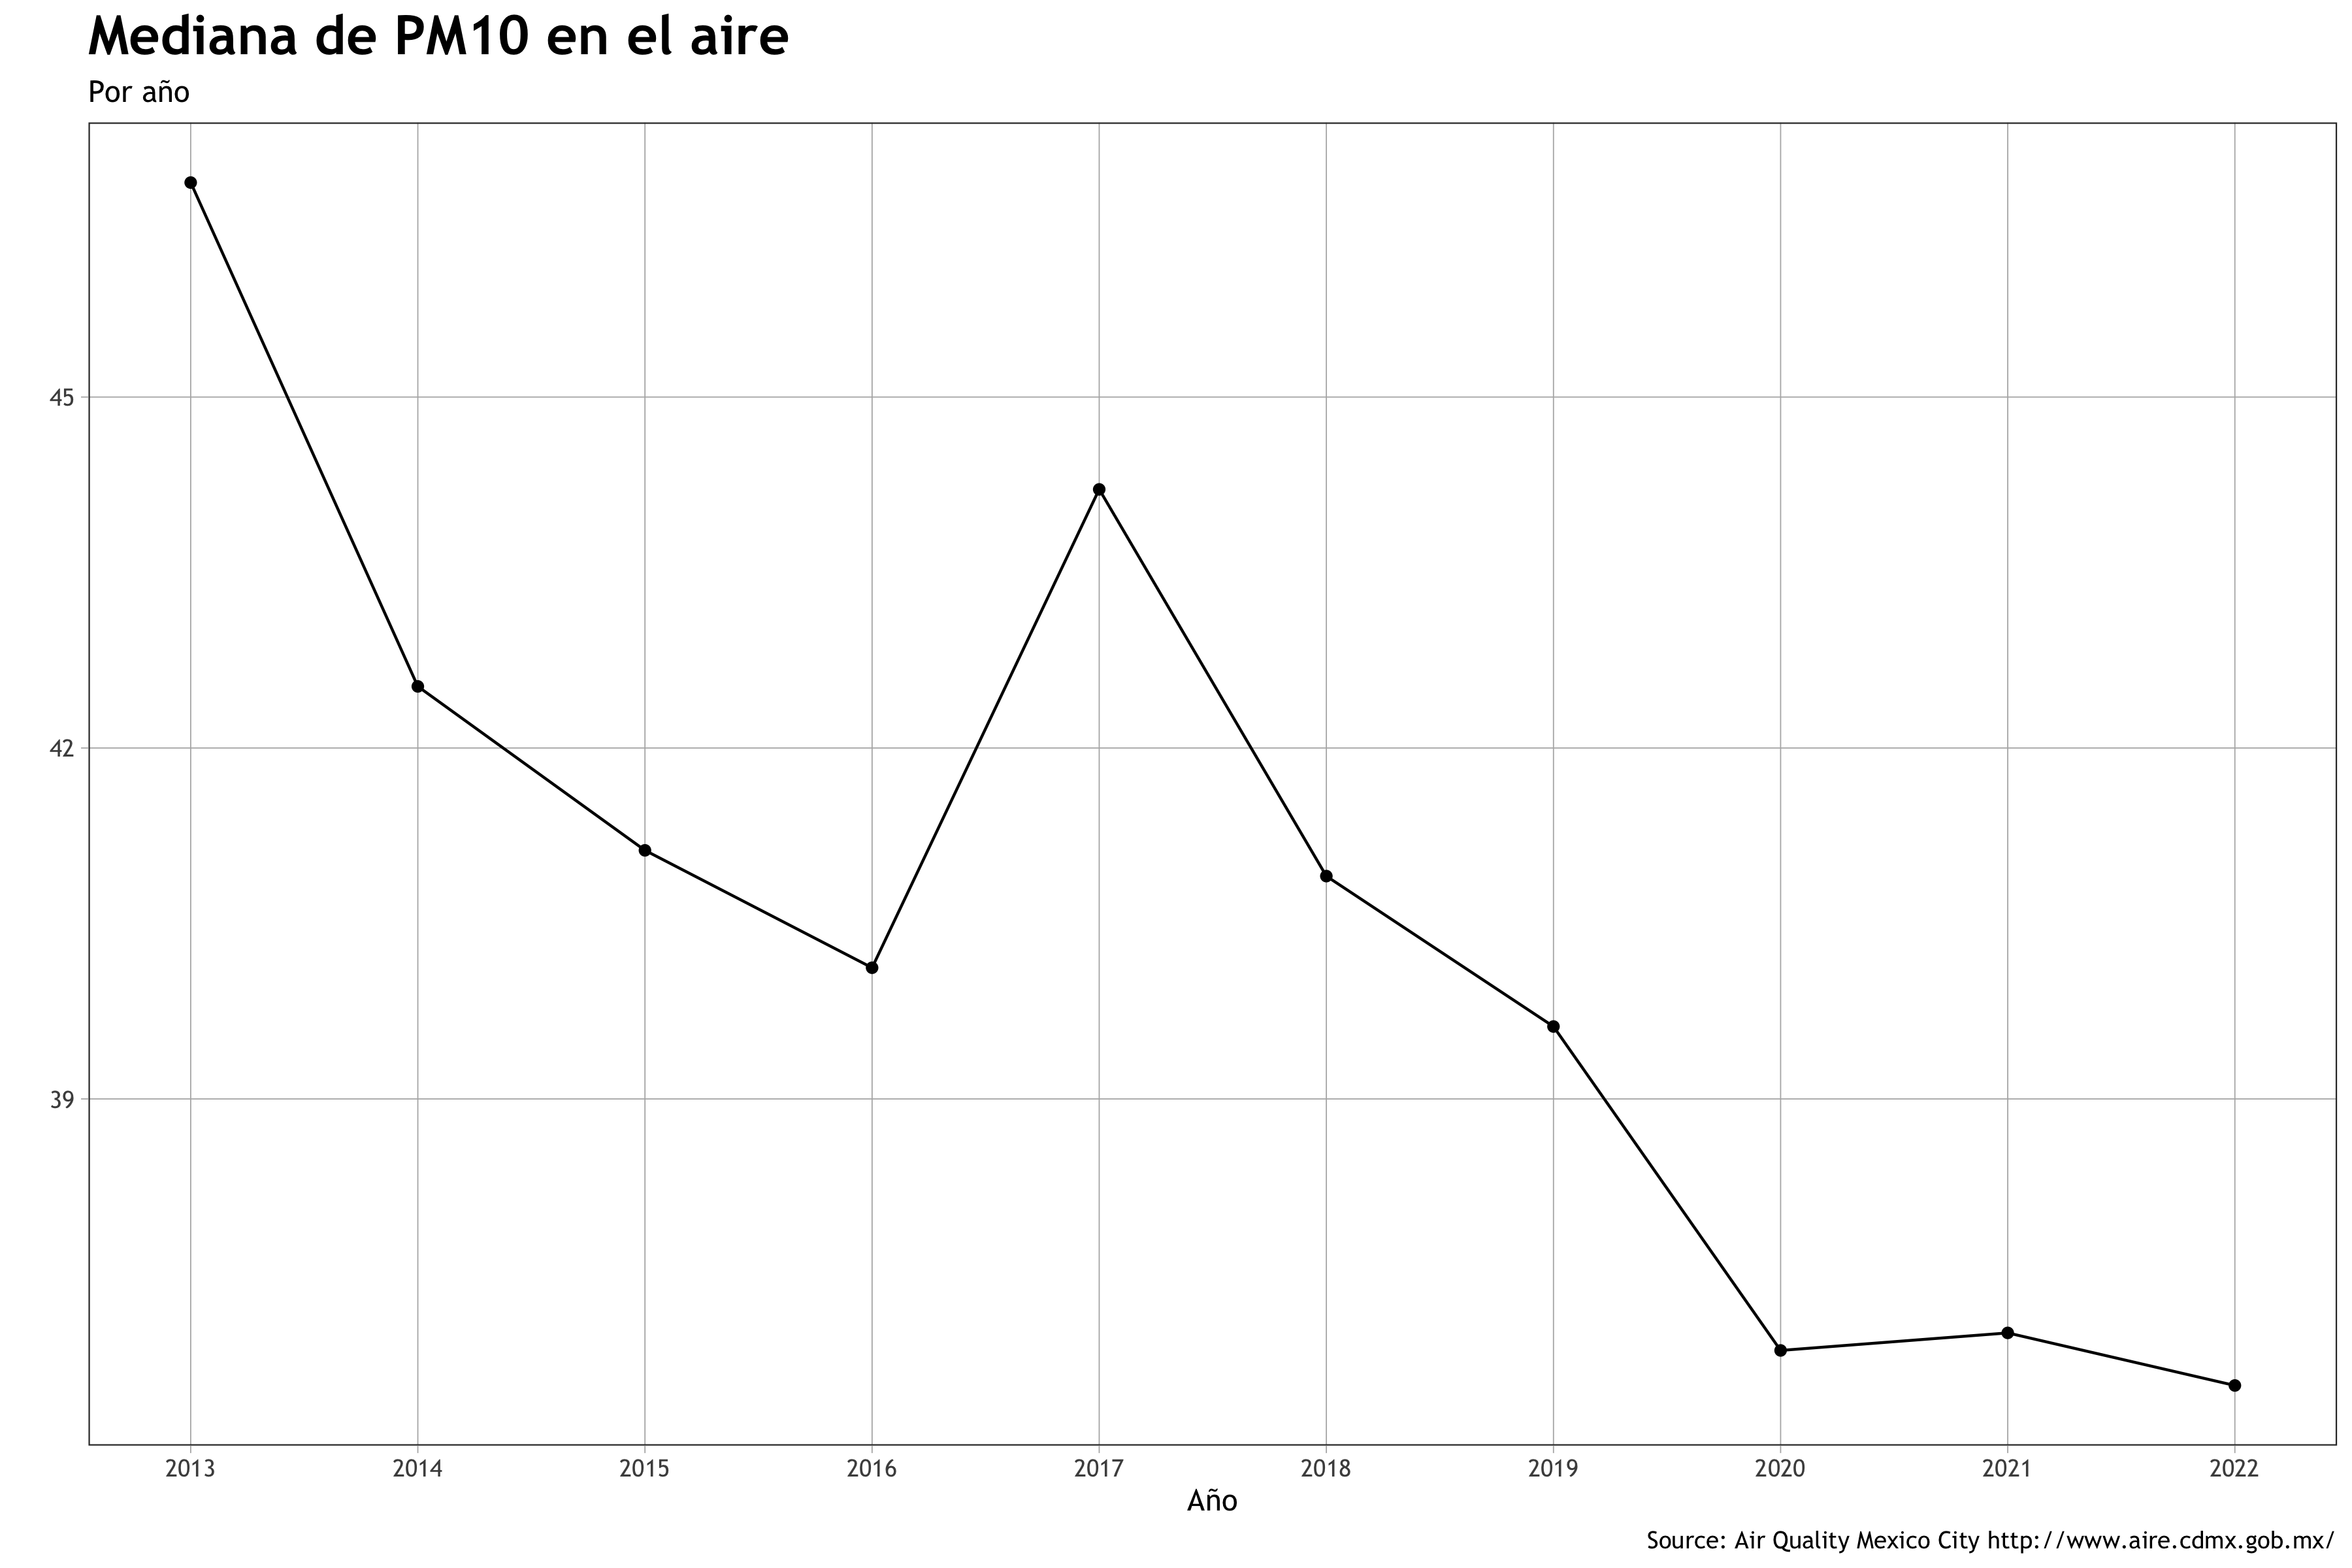 Mediana de PM10 en el aire
Por año
45
42
39
2013 2014 2015 2016 2017 2018 2019 2020 2021 2022
Año
Source: Air Quality Mexico City http://www.aire.cdmx.gob.mx/